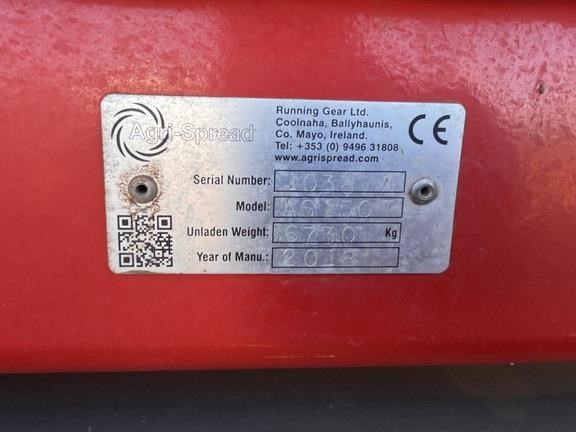 Agri-Spread
Running Gear Ltd.
Coolnaha, Ballyhaunis,
Co. Mayo, Ireland.
Tel: +353 (0) 9496 31808
www.agrispread.com
CE
Serial Number:
Model:
Unladen Weight: 6730 Kg
Year of Manu.: 2018